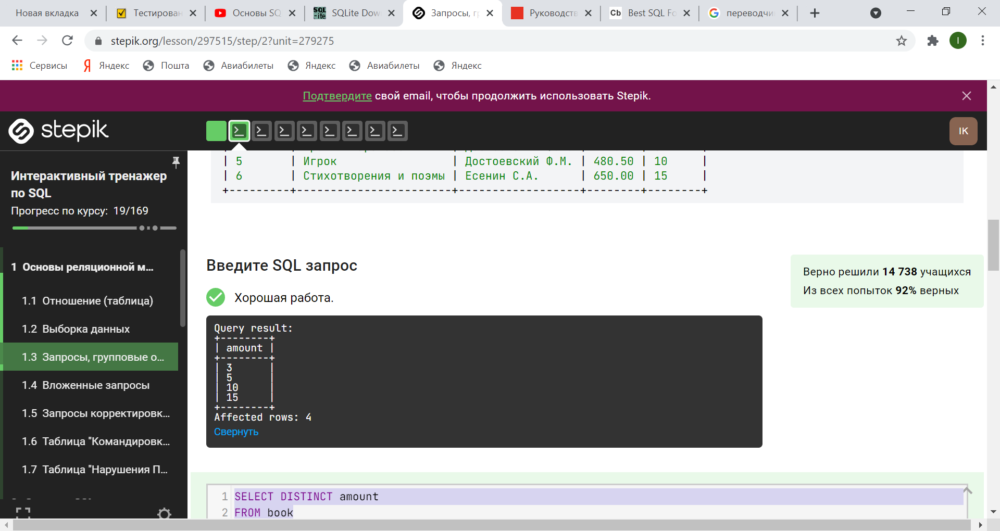 Новая вкладка
Тестирован
Основы SQ
SQL-ite
SQLite Dow
Запросы, гр
Руководств
Cb
Best SQL Fo
переводчи
stepik.org/lesson/297515/step/2?unit=279275
I
Сервисы
Яндекс
Пошта
Авиабилеты
Яндекс
Авиабилеты
Яндекс
Подтвердите свой email, чтобы продолжить использовать Stepik.
stepik
IK
Интерактивный тренажер
по SQL
Прогресс по курсу: 19/169
1 Основы реляционной м...
1.1 Отношение (таблица)
1.2 Выборка данных
1.3 Запросы, групповые о...
1.4 Вложенные запросы
1.5 Запросы корректировк...
1.6 Таблица "Командировк...
1.7 Таблица "Нарушения П...
| 5 | Игрок | Достоевский Ф.М. | 480.50 | 10 |
| 6 | Стихотворения и поэмы | Есенин С.А. | 650.00 | 15 |
+---------+-----------------------+------------------+--------+--------+
Введите SQL запрос
Хорошая работа.
Query result:
+--------+
| amount |
+--------+
| 3 |
| 5 |
| 10 |
| 15 |
+--------+
Affected rows: 4
Свернуть
Верно решили 14 738 учащихся
Из всех попыток 92% верных
1 SELECT DISTINCT amount
2 FROM book